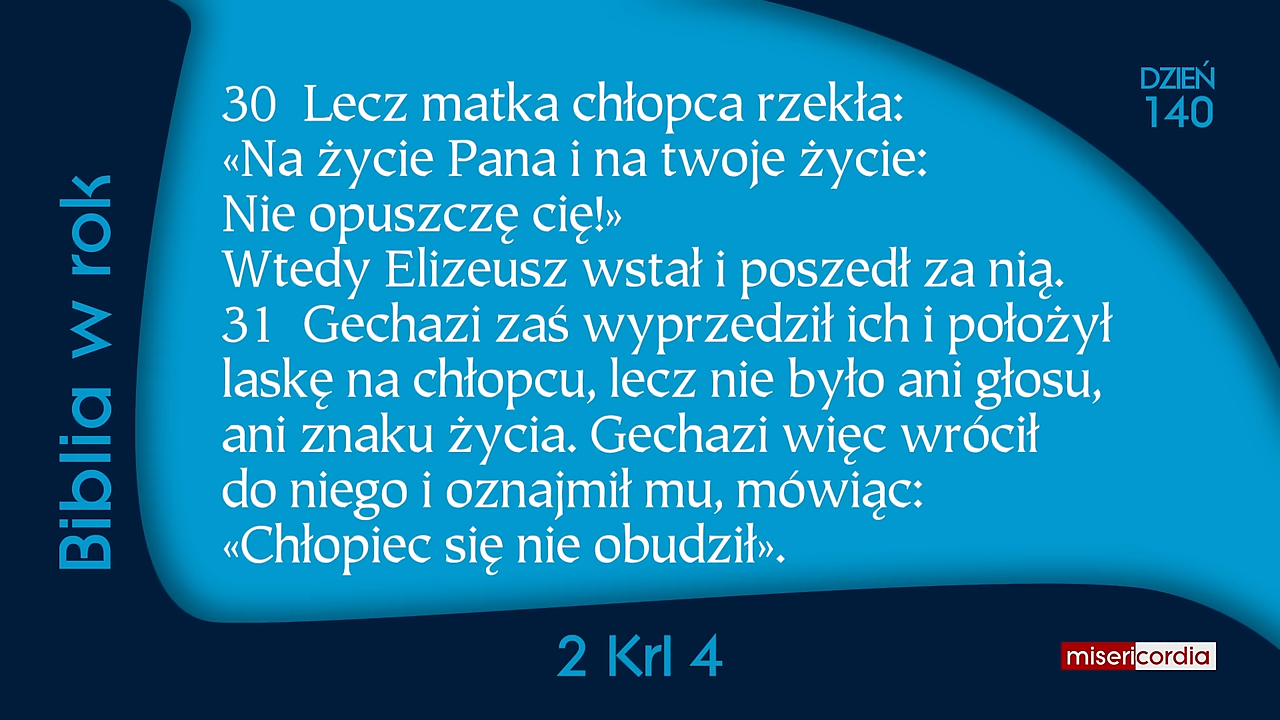 DZIEŃ
140
30 Lecz matka chłopca rzekła:
«Na życie Pana i na twoje życie:
Nie opuszczę cię!»
Wtedy Elizeusz wstał i poszedł za nią.
31 Gechazi zaś wyprzedził ich i położył
laskę na chłopcu, lecz nie było ani głosu,
ani znaku życia. Gechazi więc wrócił
do niego i oznajmił mu, mówiąc:
«Chłopiec się nie obudził».
Biblia w rok
2 Krl 4
misericordia